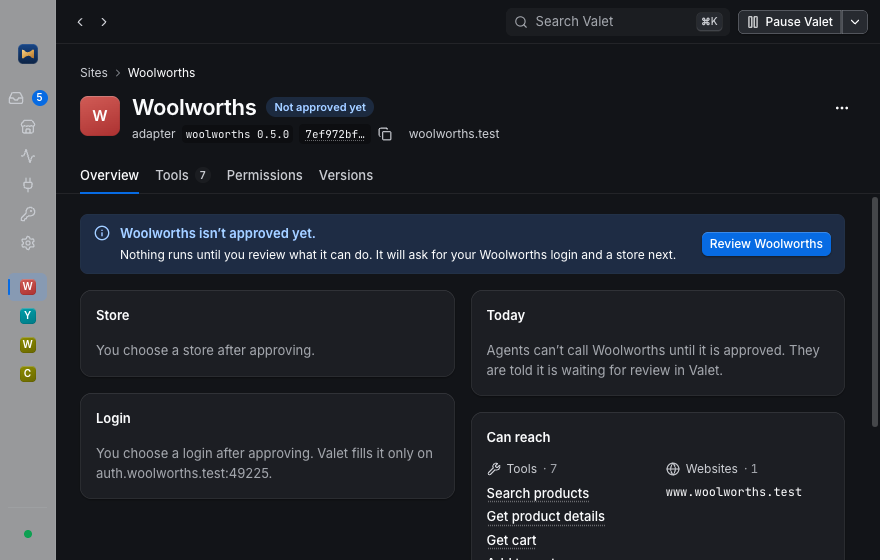 Search Valet
⌘K
Pause Valet
5
Sites
Woolworths
W
Woolworths
Not approved yet
adapter
woolworths 0.5.0
7ef972bf…
woolworths.test
Overview
Tools 7
Permissions
Versions
Woolworths isn’t approved yet.
Nothing runs until you review what it can do. It will ask for your Woolworths login and a store next.
Review Woolworths
W
Y
W
C
Store
You choose a store after approving.
Login
You choose a login after approving. Valet fills it only on
auth.woolworths.test:49225.
Today
Agents can’t call Woolworths until it is approved. They
are told it is waiting for review in Valet.
Can reach
Tools · 7
Search products
Get product details
Get cart
Websites · 1
www.woolworths.test